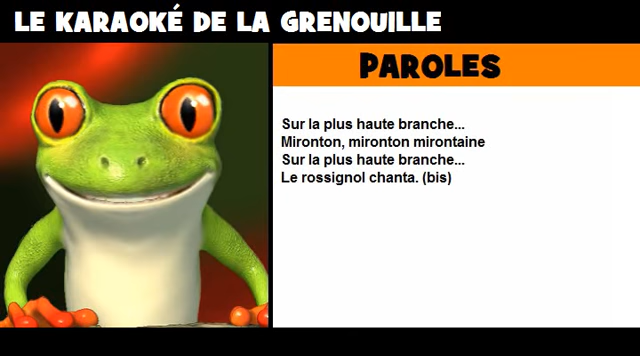 LE KARAOKÉ DE LA GRENOUILLE
PAROLES
Sur la plus haute branche...
Mironton, mironton mirontaine
Sur la plus haute branche...
Le rossignol chanta. (bis)